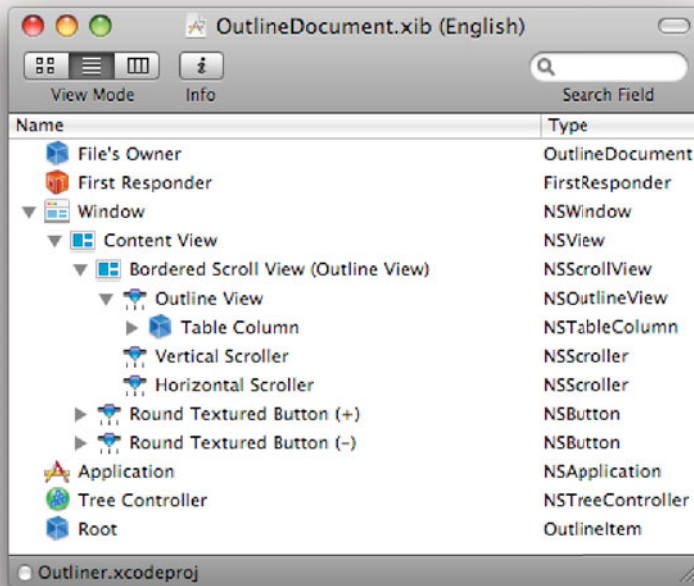 OutlineDocument.xib (English)
View Mode Info Search Field
Name Type
File's Owner OutlineDocument
First Responder FirstResponder
Window NSWindow
Content View NSView
Bordered Scroll View (Outline View) NSScrollView
Outline View NSOutlineView
Table Column NSTableColumn
Vertical Scroller NSScroller
Horizontal Scroller NSScroller
Round Textured Button (+) NSButton
Round Textured Button (–) NSButton
Application NSApplication
Tree Controller NSTreeController
Root OutlineItem
Outliner.xcodeproj